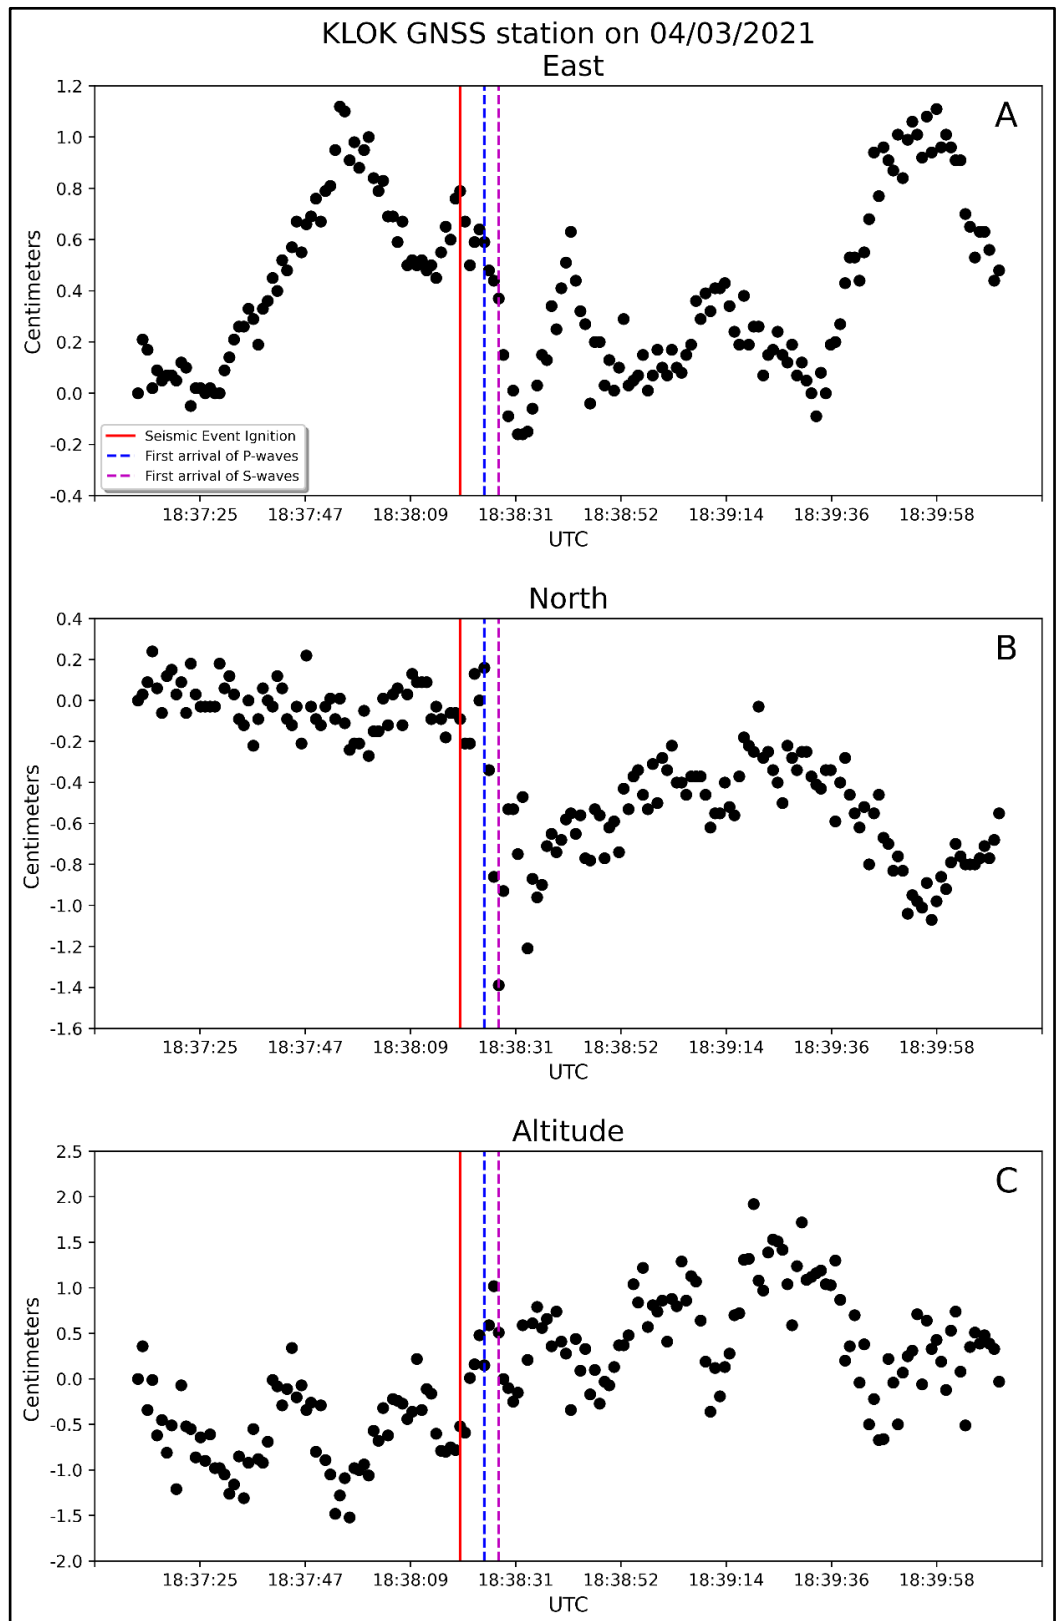 KLOK GNSS station on 04/03/2021
East
A
1.2
1.0
0.8
0.6
0.4
0.2
0.0
-0.2
-0.4
Centimeters
Seismic Event Ignition
First arrival of P-waves
First arrival of S-waves
18:37:25 18:37:47 18:38:09 18:38:31 18:38:52 18:39:14 18:39:36 18:39:58
UTC
North
B
0.4
0.2
0.0
-0.2
-0.4
-0.6
-0.8
-1.0
-1.2
-1.4
-1.6
Centimeters
18:37:25 18:37:47 18:38:09 18:38:31 18:38:52 18:39:14 18:39:36 18:39:58
UTC
Altitude
C
2.5
2.0
1.5
1.0
0.5
0.0
-0.5
-1.0
-1.5
-2.0
Centimeters
18:37:25 18:37:47 18:38:09 18:38:31 18:38:52 18:39:14 18:39:36 18:39:58
UTC